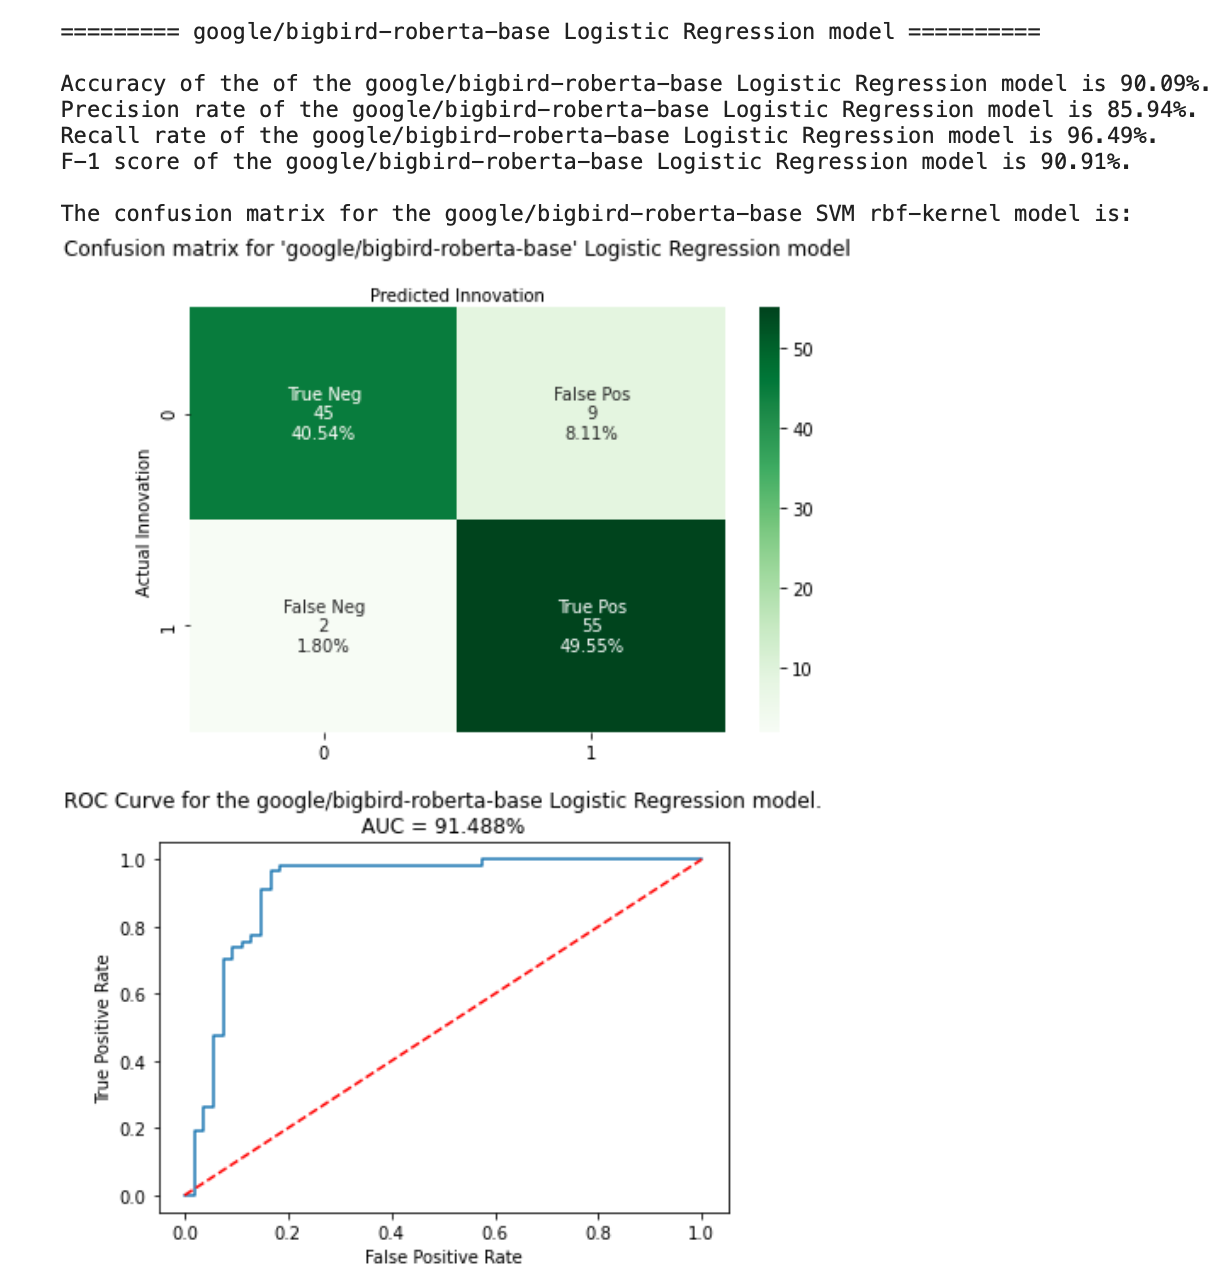 ========= google/bigbird-roberta-base Logistic Regression model ==========
Accuracy of the of the google/bigbird-roberta-base Logistic Regression model is 90.09%.
Precision rate of the google/bigbird-roberta-base Logistic Regression model is 85.94%.
Recall rate of the google/bigbird-roberta-base Logistic Regression model is 96.49%.
F-1 score of the google/bigbird-roberta-base Logistic Regression model is 90.91%.
The confusion matrix for the google/bigbird-roberta-base SVM rbf-kernel model is:
Confusion matrix for 'google/bigbird-roberta-base' Logistic Regression model
Predicted Innovation
Actual Innovation
0
True Neg
45
40.54%
False Pos
9
8.11%
1
False Neg
2
1.80%
True Pos
55
49.55%
0
1
50
40
30
20
10
ROC Curve for the google/bigbird-roberta-base Logistic Regression model.
AUC = 91.488%
True Positive Rate
1.0
0.8
0.6
0.4
0.2
0.0
0.0
0.2
0.4
0.6
0.8
1.0
False Positive Rate